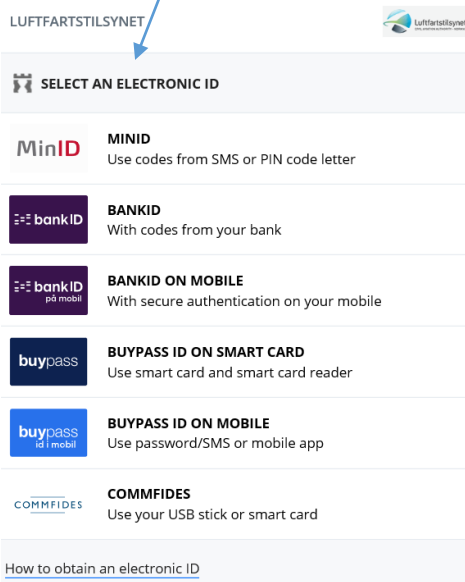 LUFTFARTSTILSYNET
Luftfartstilsynet
SELECT AN ELECTRONIC ID
MinID
MINID
Use codes from SMS or PIN code letter
bankID
BANKID
With codes from your bank
bankID
på mobil
BANKID ON MOBILE
With secure authentication on your mobile
buypass
BUYPASS ID ON SMART CARD
Use smart card and smart card reader
buypass
id i mobil
BUYPASS ID ON MOBILE
Use password/SMS or mobile app
COMMFIDES
COMMFIDES
Use your USB stick or smart card
How to obtain an electronic ID